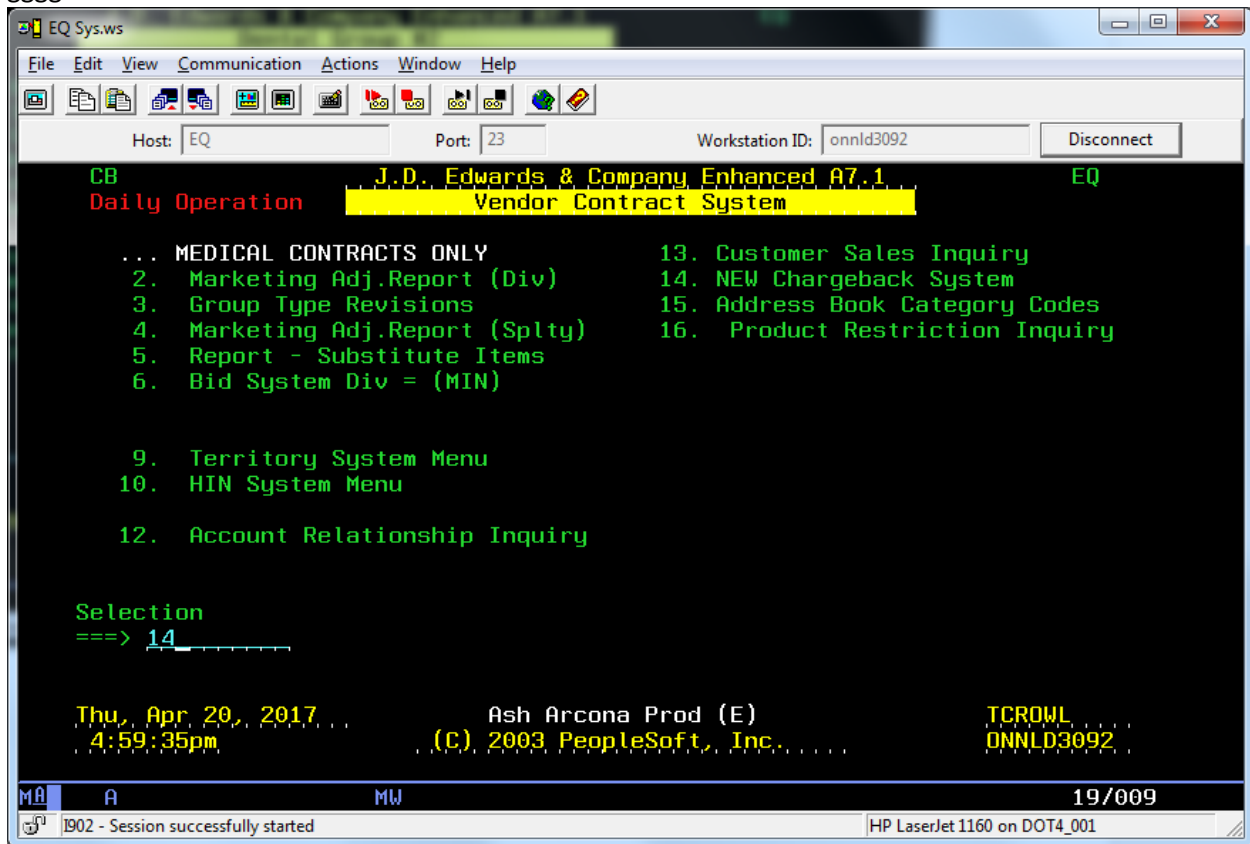 EQ Sys.ws
File Edit View Communication Actions Window Help
Host: EQ Port: 23 Workstation ID: onnld3092 Disconnect
CB J.D. Edwards & Company Enhanced A7.1 EQ
Daily Operation Vendor Contract System
... MEDICAL CONTRACTS ONLY 13. Customer Sales Inquiry
2. Marketing Adj.Report (Div) 14. NEW Chargeback System
3. Group Type Revisions 15. Address Book Category Codes
4. Marketing Adj.Report (Splty) 16. Product Restriction Inquiry
5. Report - Substitute Items
6. Bid System Div = (MIN)
9. Territory System Menu
10. HIN System Menu
12. Account Relationship Inquiry
Selection
===> 14
Thu, Apr 20, 2017 Ash Arcona Prod (E) TCROWL
4:59:35pm (C) 2003 PeopleSoft, Inc. ONNLD3092
MA A MW 19/009
I902 - Session successfully started HP LaserJet 1160 on DOT4_001